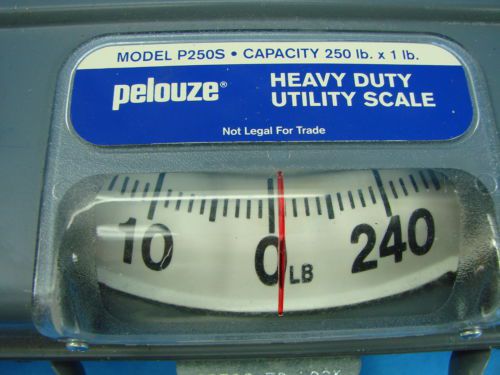 MODEL P250S • CAPACITY 250 lb. x 1 lb.
pelouze® HEAVY DUTY
UTILITY SCALE
Not Legal For Trade
10 0 LB 240